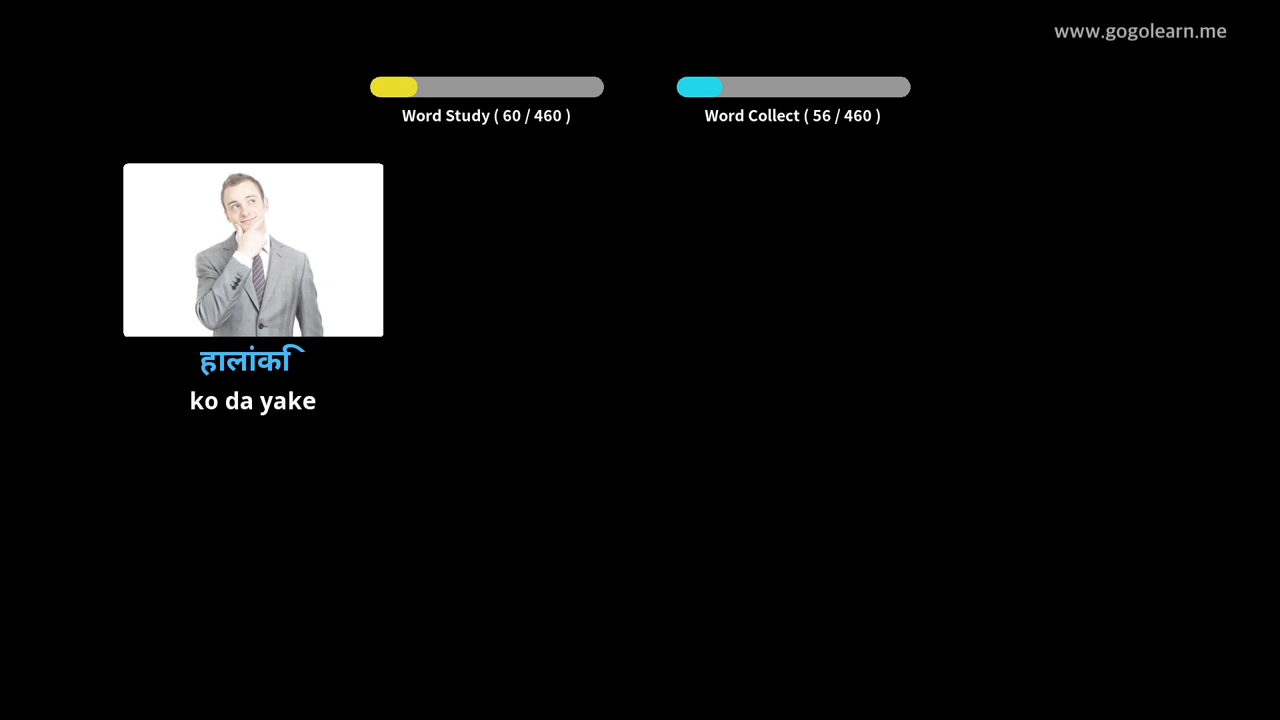 www.gogolearn.me
Word Study ( 60 / 460 )
Word Collect ( 56 / 460 )
हालांकि
ko da yake